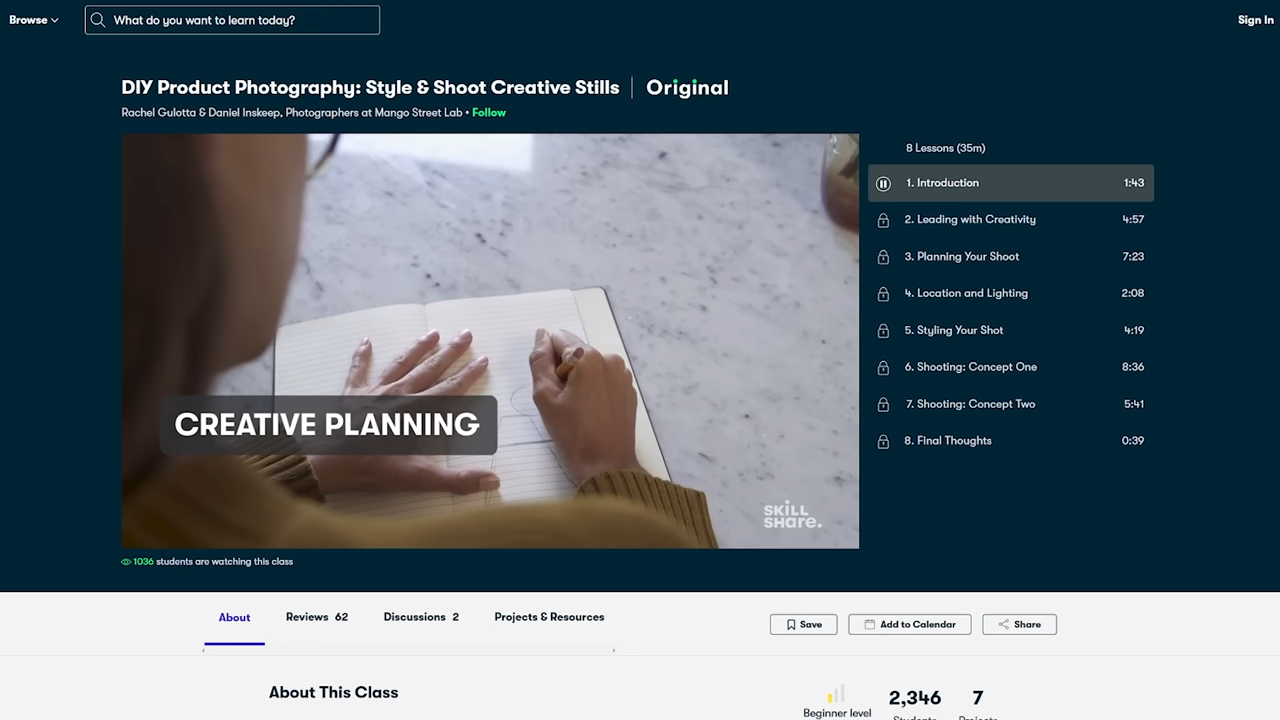 Browse
What do you want to learn today?
Sign In
DIY Product Photography: Style & Shoot Creative Stills | Original
Rachel Gulotta & Daniel Inskeep, Photographers at Mango Street Lab • Follow
8 Lessons (35m)
1. Introduction 1:43
2. Leading with Creativity 4:57
3. Planning Your Shoot 7:23
4. Location and Lighting 2:08
5. Styling Your Shot 4:19
6. Shooting: Concept One 8:36
7. Shooting: Concept Two 5:41
8. Final Thoughts 0:39
CREATIVE PLANNING
SKILL
SHare.
1036 students are watching this class
About Reviews 62 Discussions 2 Projects & Resources
Save Add to Calendar Share
About This Class
2,346 7
Beginner level Students Projects